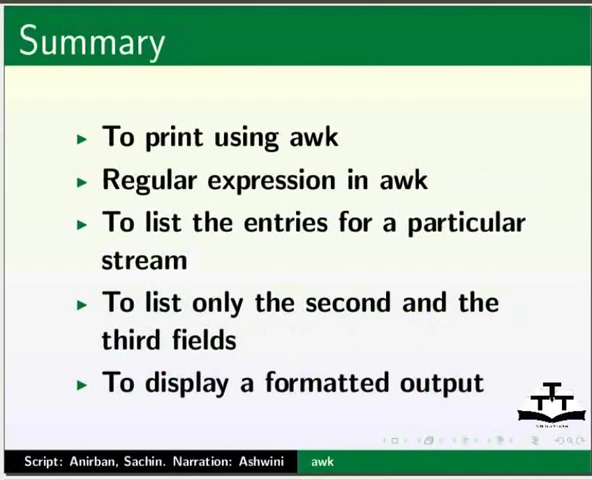 Summary
To print using awk
Regular expression in awk
To list the entries for a particular
stream
To list only the second and the
third fields
To display a formatted output
Script: Anirban, Sachin. Narration: Ashwini awk